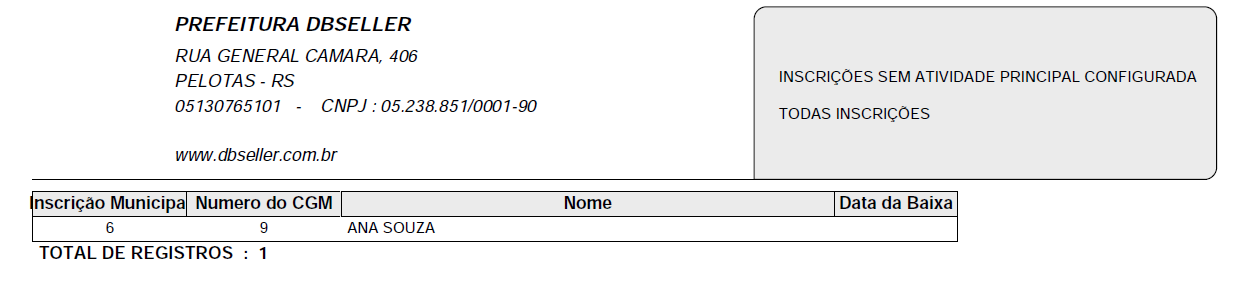 PREFEITURA DBSELLER
RUA GENERAL CAMARA, 406
PELOTAS - RS
05130765101 - CNPJ : 05.238.851/0001-90
www.dbseller.com.br
INSCRIÇÕES SEM ATIVIDADE PRINCIPAL CONFIGURADA
TODAS INSCRIÇÕES
Inscrição Municipa Numero do CGM Nome Data da Baixa
6 9 ANA SOUZA
TOTAL DE REGISTROS : 1